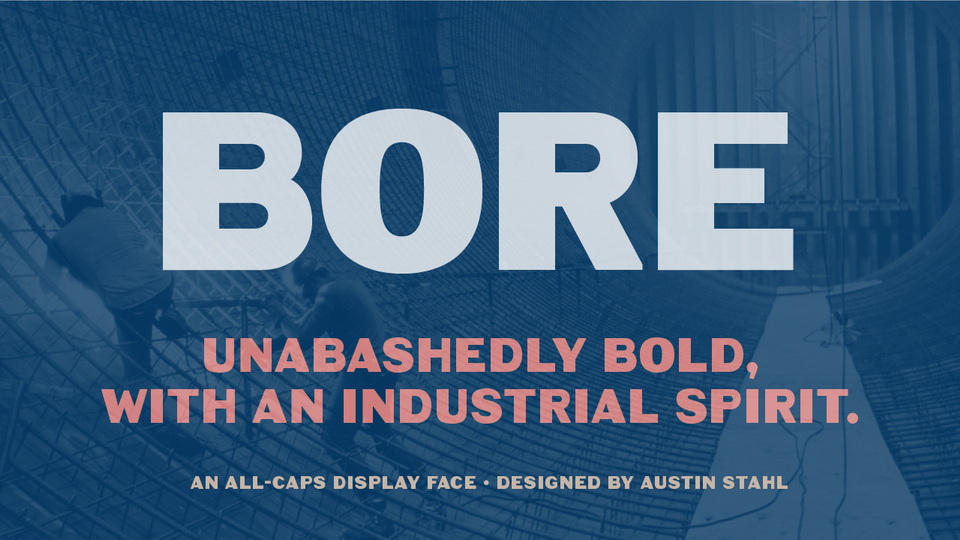 BORE
UNABASHEDLY BOLD,
WITH AN INDUSTRIAL SPIRIT.
AN ALL-CAPS DISPLAY FACE • DESIGNED BY AUSTIN STAHL